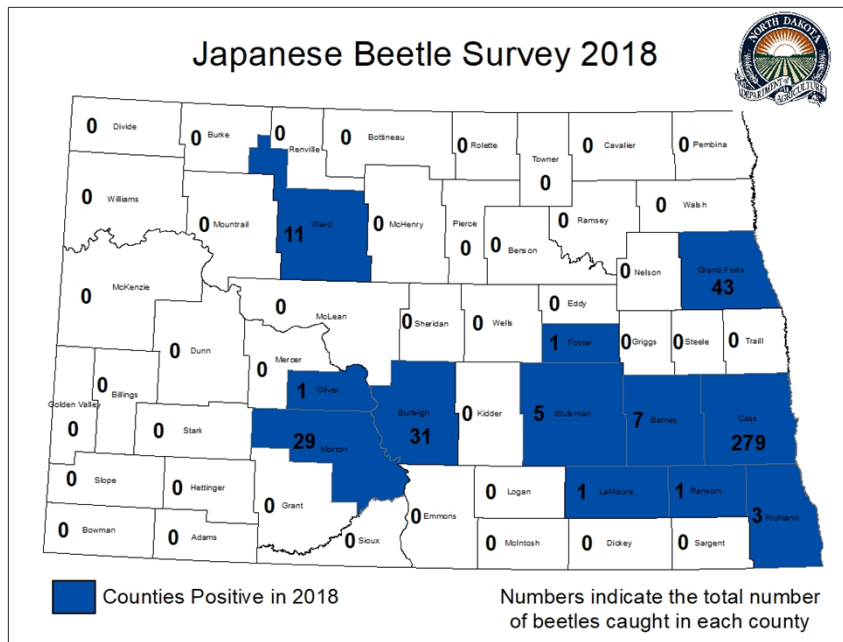 Japanese Beetle Survey 2018
NORTH DAKOTA
DEPARTMENT OF AGRICULTURE
0 Divide
0 Burke
0 Renville
0 Bottineau
0 Rolette
Towner 0
0 Cavalier
0 Pembina
0 Williams
0 Mountrail
11 Ward
0 McHenry
Pierce 0
0 Benson
0 Ramsey
0 Walsh
0 Nelson
Grand Forks 43
0 McKenzie
0 McLean
0 Sheridan
0 Wells
0 Eddy
1 Foster
0 Griggs
0 Steele
0 Traill
0 Dunn
0 Mercer
1 Oliver
Golden Valley 0
0 Billings
0 Stark
29 Morton
Burleigh 31
0 Kidder
5 Stutsman
7 Barnes
Cass 279
0 Slope
0 Hettinger
0 Grant
0 Emmons
0 Logan
1 LaMoure
1 Ransom
3 Richland
0 Bowman
0 Adams
0 Sioux
0 McIntosh
0 Dickey
0 Sargent
Counties Positive in 2018
Numbers indicate the total number
of beetles caught in each county